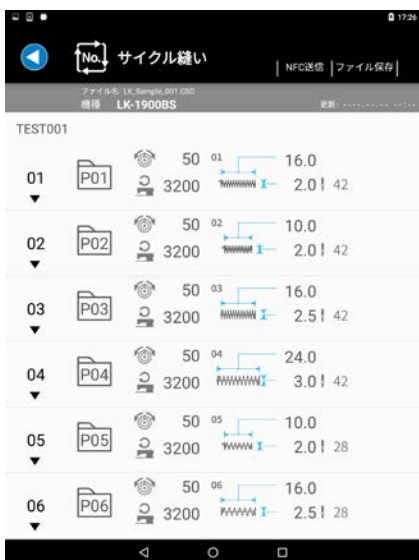 17:26
No. サイクル縫い
NFC送信 ファイル保存
ファイル名: LK_Sample_001.CSD
機種 LK-1900BS 更新: ----.--.-- --:--
TEST001
01 P01 50 3200 01 16.0 2.0 42
02 P02 50 3200 02 10.0 2.0 42
03 P03 50 3200 03 16.0 2.5 42
04 P04 50 3200 04 24.0 3.0 42
05 P05 50 3200 05 10.0 2.0 28
06 P06 50 3200 06 16.0 2.5 28